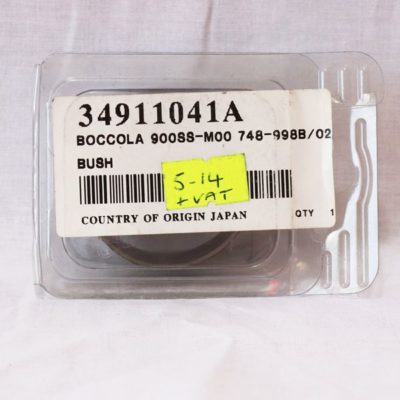 34911041A
BOCCOLA 900SS-M00 748-998B/02
BUSH
5-14
+ VAT
COUNTRY OF ORIGIN JAPAN
QTY 1